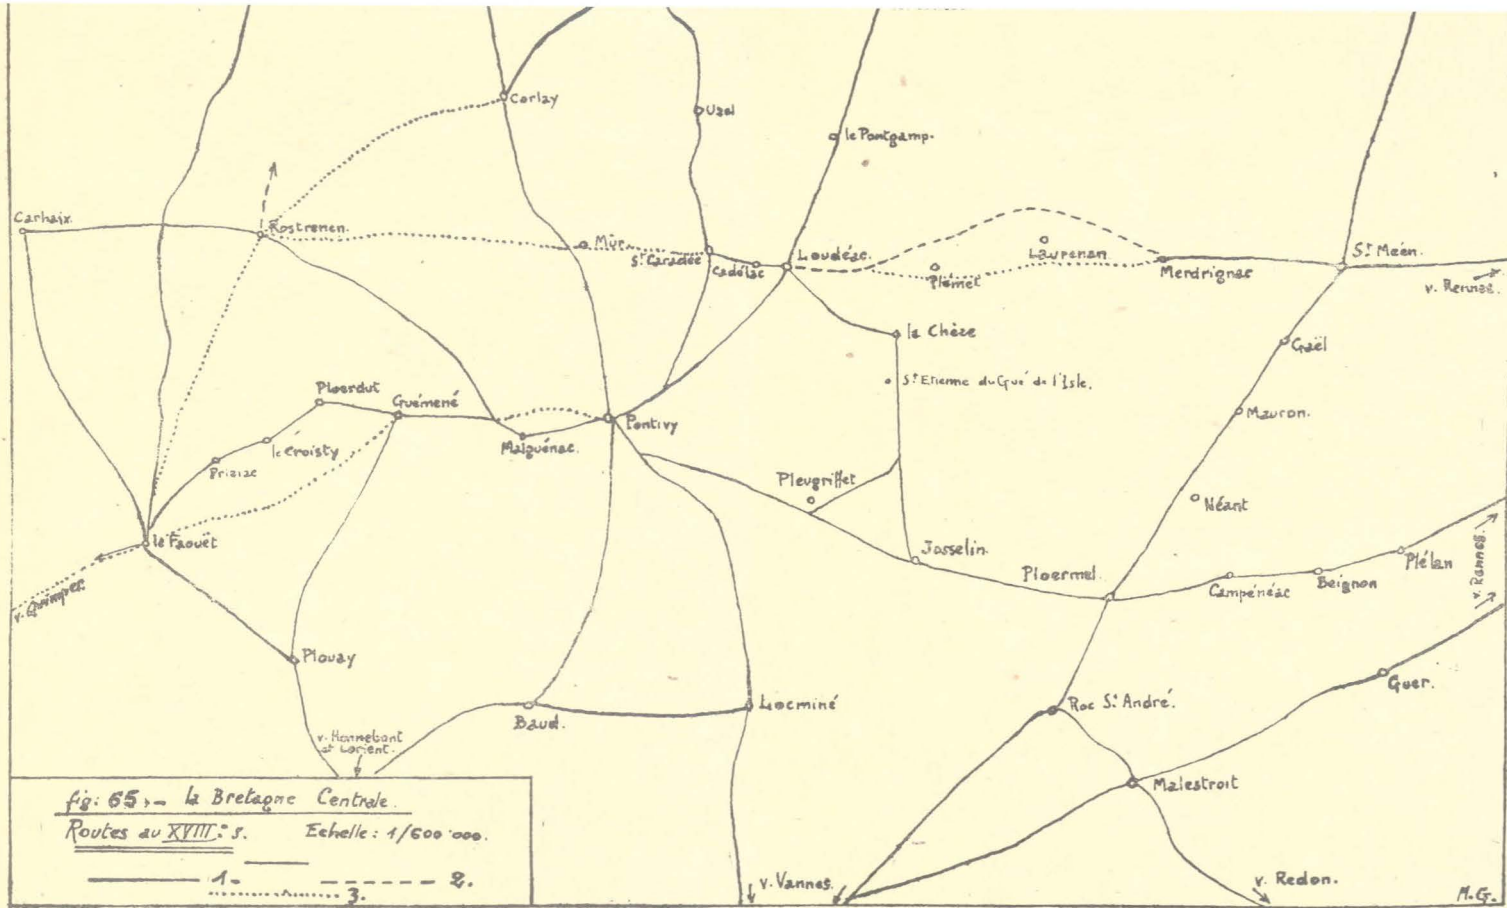 Corlay
Uzel
le Pontgamp.
Carhaix.
Rostrenen.
Mûr.
St Caradec
Cadélac
Loudéac.
Plémet
Laurenan.
Merdrignac
St Méen.
v. Rennes.
la Chèze
Gaël
St Etienne du Gué de l'Isle.
Ploerdut
Guémené
Mauron.
Pontivy
Malguénac.
le Croisty
Priziac
Pleugriffet
Néant
le Faouët
Josselin.
Ploermel.
Plélan
Beignon
Campénéac
v. Rannes.
v. Quimper.
Plouay
Guer.
Locminé
Roc St André.
Baud.
v. Hannebont
et Lorient.
Malestroit
fig: 65.- la Bretagne Centrale.
Routes au XVIII: s. Echelle: 1/600 000.
1.- 2.
3.
v. Vannes.
v. Redon.
M.G.